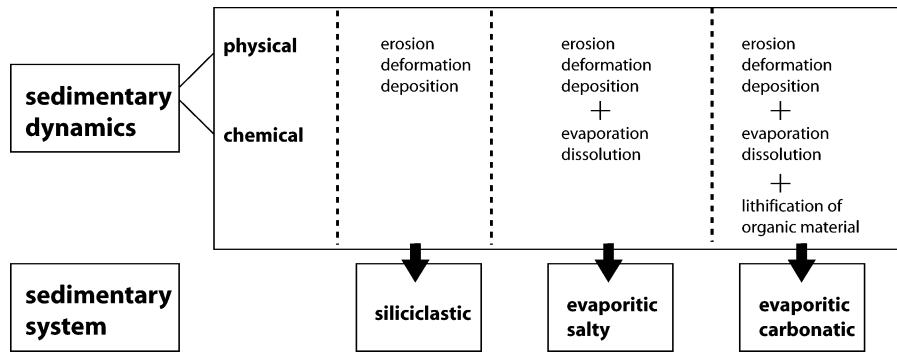 sedimentary
dynamics
physical
chemical
erosion
deformation
deposition
erosion
deformation
deposition
+
evaporation
dissolution
erosion
deformation
deposition
+
evaporation
dissolution
+
lithification of
organic material
sedimentary
system
siliciclastic
evaporitic
salty
evaporitic
carbonatic